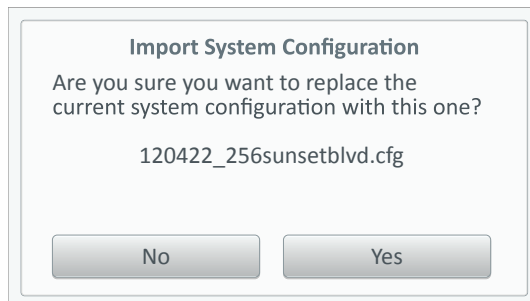 Import System Configuration
Are you sure you want to replace the
current system configuration with this one?
120422_256sunsetblvd.cfg
No
Yes